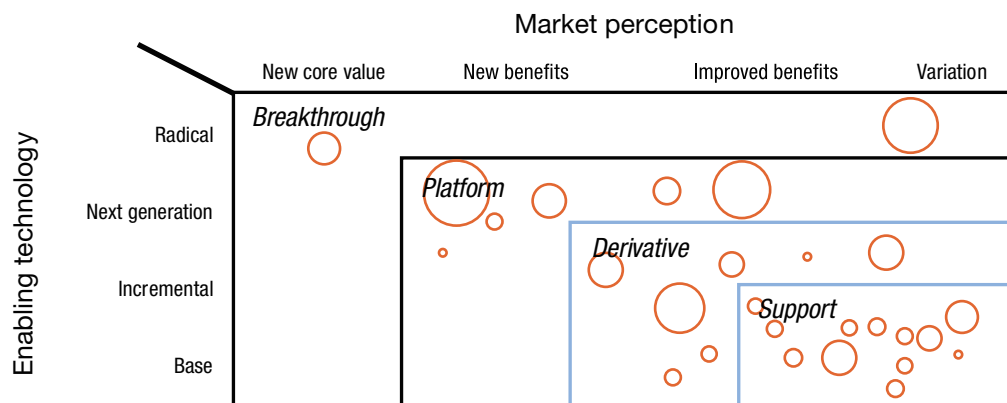 Market perception
New core value
New benefits
Improved benefits
Variation
Enabling technology
Radical
Next generation
Incremental
Base
Breakthrough
Platform
Derivative
Support